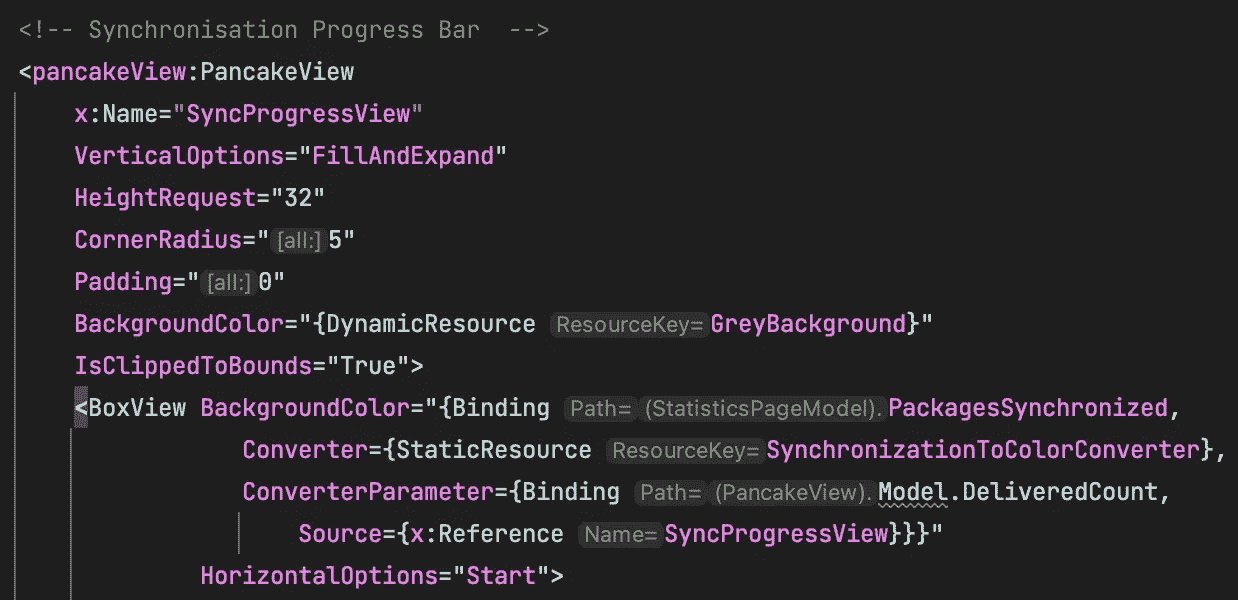 <!-- Synchronisation Progress Bar  -->
<pancakeView:PancakeView
x:Name="SyncProgressView"
VerticalOptions="FillAndExpand"
HeightRequest="32"
CornerRadius="[all:]5"
Padding="[all:]0"
BackgroundColor="{DynamicResource ResourceKey=GreyBackground}"
IsClippedToBounds="True">
<BoxView BackgroundColor="{Binding Path= (StatisticsPageModel).PackagesSynchronized,
Converter={StaticResource ResourceKey=SynchronizationToColorConverter},
ConverterParameter={Binding Path= (PancakeView).Model.DeliveredCount,
Source={x:Reference Name=SyncProgressView}}}"
HorizontalOptions="Start">